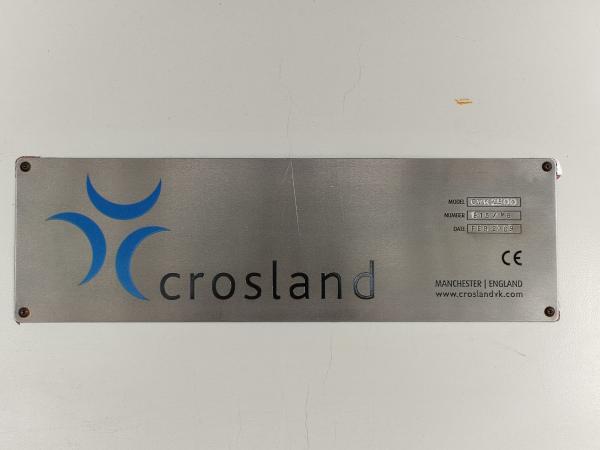 crosland
MODEL
NUMBER
DATE
CE
MANCHESTER | ENGLAND
www.croslandvk.com